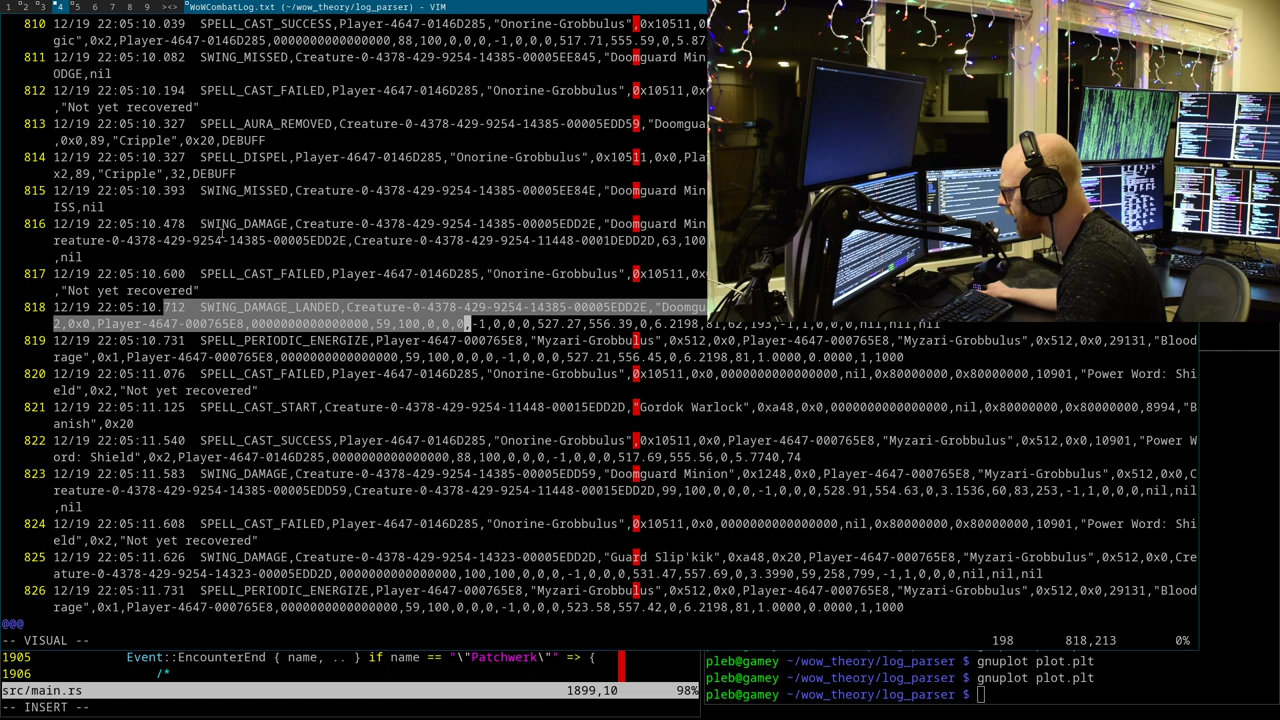 1 2 3 4 5 6 7 8 9 ><> WoWCombatLog.txt (~/wow_theory/log_parser) - VIM
810 12/19 22:05:10.039  SPELL_CAST_SUCCESS,Player-4647-0146D285,"Onorine-Grobbulus",0x10511,0x0
gic",0x2,Player-4647-0146D285,0000000000000000,88,100,0,0,0,-1,0,0,0,517.71,555.59,0,5.87
811 12/19 22:05:10.082  SWING_MISSED,Creature-0-4378-429-9254-14385-00005EE845,"Doomguard Min
ODGE,nil
812 12/19 22:05:10.194  SPELL_CAST_FAILED,Player-4647-0146D285,"Onorine-Grobbulus",0x10511,0x
,"Not yet recovered"
813 12/19 22:05:10.327  SPELL_AURA_REMOVED,Creature-0-4378-429-9254-14385-00005EDD59,"Doomgua
,0x0,89,"Cripple",0x20,DEBUFF
814 12/19 22:05:10.327  SPELL_DISPEL,Player-4647-0146D285,"Onorine-Grobbulus",0x10511,0x0,Pla
x2,89,"Cripple",32,DEBUFF
815 12/19 22:05:10.393  SWING_MISSED,Creature-0-4378-429-9254-14385-00005EE84E,"Doomguard Min
ISS,nil
816 12/19 22:05:10.478  SWING_DAMAGE,Creature-0-4378-429-9254-14385-00005EDD2E,"Doomguard Min
reature-0-4378-429-9254-14385-00005EDD2E,Creature-0-4378-429-9254-11448-0001DEDD2D,63,100
,nil
817 12/19 22:05:10.600  SPELL_CAST_FAILED,Player-4647-0146D285,"Onorine-Grobbulus",0x10511,0x
,"Not yet recovered"
818 12/19 22:05:10.712  SWING_DAMAGE_LANDED,Creature-0-4378-429-9254-14385-00005EDD2E,"Doomgu
2,0x0,Player-4647-000765E8,0000000000000000,59,100,0,0,0,-1,0,0,0,527.27,556.39,0,6.2198,81,62,193,-1,1,0,0,0,nil,nil,nil
819 12/19 22:05:10.731  SPELL_PERIODIC_ENERGIZE,Player-4647-000765E8,"Myzari-Grobbulus",0x512,0x0,Player-4647-000765E8,"Myzari-Grobbulus",0x512,0x0,29131,"Blood
rage",0x1,Player-4647-000765E8,0000000000000000,59,100,0,0,0,-1,0,0,0,527.21,556.45,0,6.2198,81,1.0000,0.0000,1,1000
820 12/19 22:05:11.076  SPELL_CAST_FAILED,Player-4647-0146D285,"Onorine-Grobbulus",0x10511,0x0,0000000000000000,nil,0x80000000,0x80000000,10901,"Power Word: Shi
eld",0x2,"Not yet recovered"
821 12/19 22:05:11.125  SPELL_CAST_START,Creature-0-4378-429-9254-11448-00015EDD2D,"Gordok Warlock",0xa48,0x0,0000000000000000,nil,0x80000000,0x80000000,8994,"B
anish",0x20
822 12/19 22:05:11.540  SPELL_CAST_SUCCESS,Player-4647-0146D285,"Onorine-Grobbulus",0x10511,0x0,Player-4647-000765E8,"Myzari-Grobbulus",0x512,0x0,10901,"Power W
ord: Shield",0x2,Player-4647-0146D285,0000000000000000,88,100,0,0,0,-1,0,0,0,517.69,555.56,0,5.7740,74
823 12/19 22:05:11.583  SWING_DAMAGE,Creature-0-4378-429-9254-14385-00005EDD59,"Doomguard Minion",0x1248,0x0,Player-4647-000765E8,"Myzari-Grobbulus",0x512,0x0,C
reature-0-4378-429-9254-14385-00005EDD59,Creature-0-4378-429-9254-11448-00015EDD2D,99,100,0,0,0,-1,0,0,0,528.91,554.63,0,3.1536,60,83,253,-1,1,0,0,0,nil,nil
,nil
824 12/19 22:05:11.608  SPELL_CAST_FAILED,Player-4647-0146D285,"Onorine-Grobbulus",0x10511,0x0,0000000000000000,nil,0x80000000,0x80000000,10901,"Power Word: Shi
eld",0x2,"Not yet recovered"
825 12/19 22:05:11.626  SWING_DAMAGE,Creature-0-4378-429-9254-14323-00005EDD2D,"Guard Slip'kik",0xa48,0x20,Player-4647-000765E8,"Myzari-Grobbulus",0x512,0x0,Cre
ature-0-4378-429-9254-14323-00005EDD2D,0000000000000000,100,100,0,0,0,-1,0,0,0,531.47,557.69,0,3.3990,59,258,799,-1,1,0,0,0,nil,nil,nil
826 12/19 22:05:11.731  SPELL_PERIODIC_ENERGIZE,Player-4647-000765E8,"Myzari-Grobbulus",0x512,0x0,Player-4647-000765E8,"Myzari-Grobbulus",0x512,0x0,29131,"Blood
rage",0x1,Player-4647-000765E8,0000000000000000,59,100,0,0,0,-1,0,0,0,523.58,557.42,0,6.2198,81,1.0000,0.0000,1,1000
@@@
-- VISUAL -- 198 818,213 0%
1905 Event::EncounterEnd { name, .. } if name == "\"Patchwerk\"" => {
1906 /*
src/main.rs 1899,10 98%
-- INSERT --
pleb@gamey ~/wow_theory/log_parser $ gnuplot plot.plt
pleb@gamey ~/wow_theory/log_parser $ gnuplot plot.plt
pleb@gamey ~/wow_theory/log_parser $